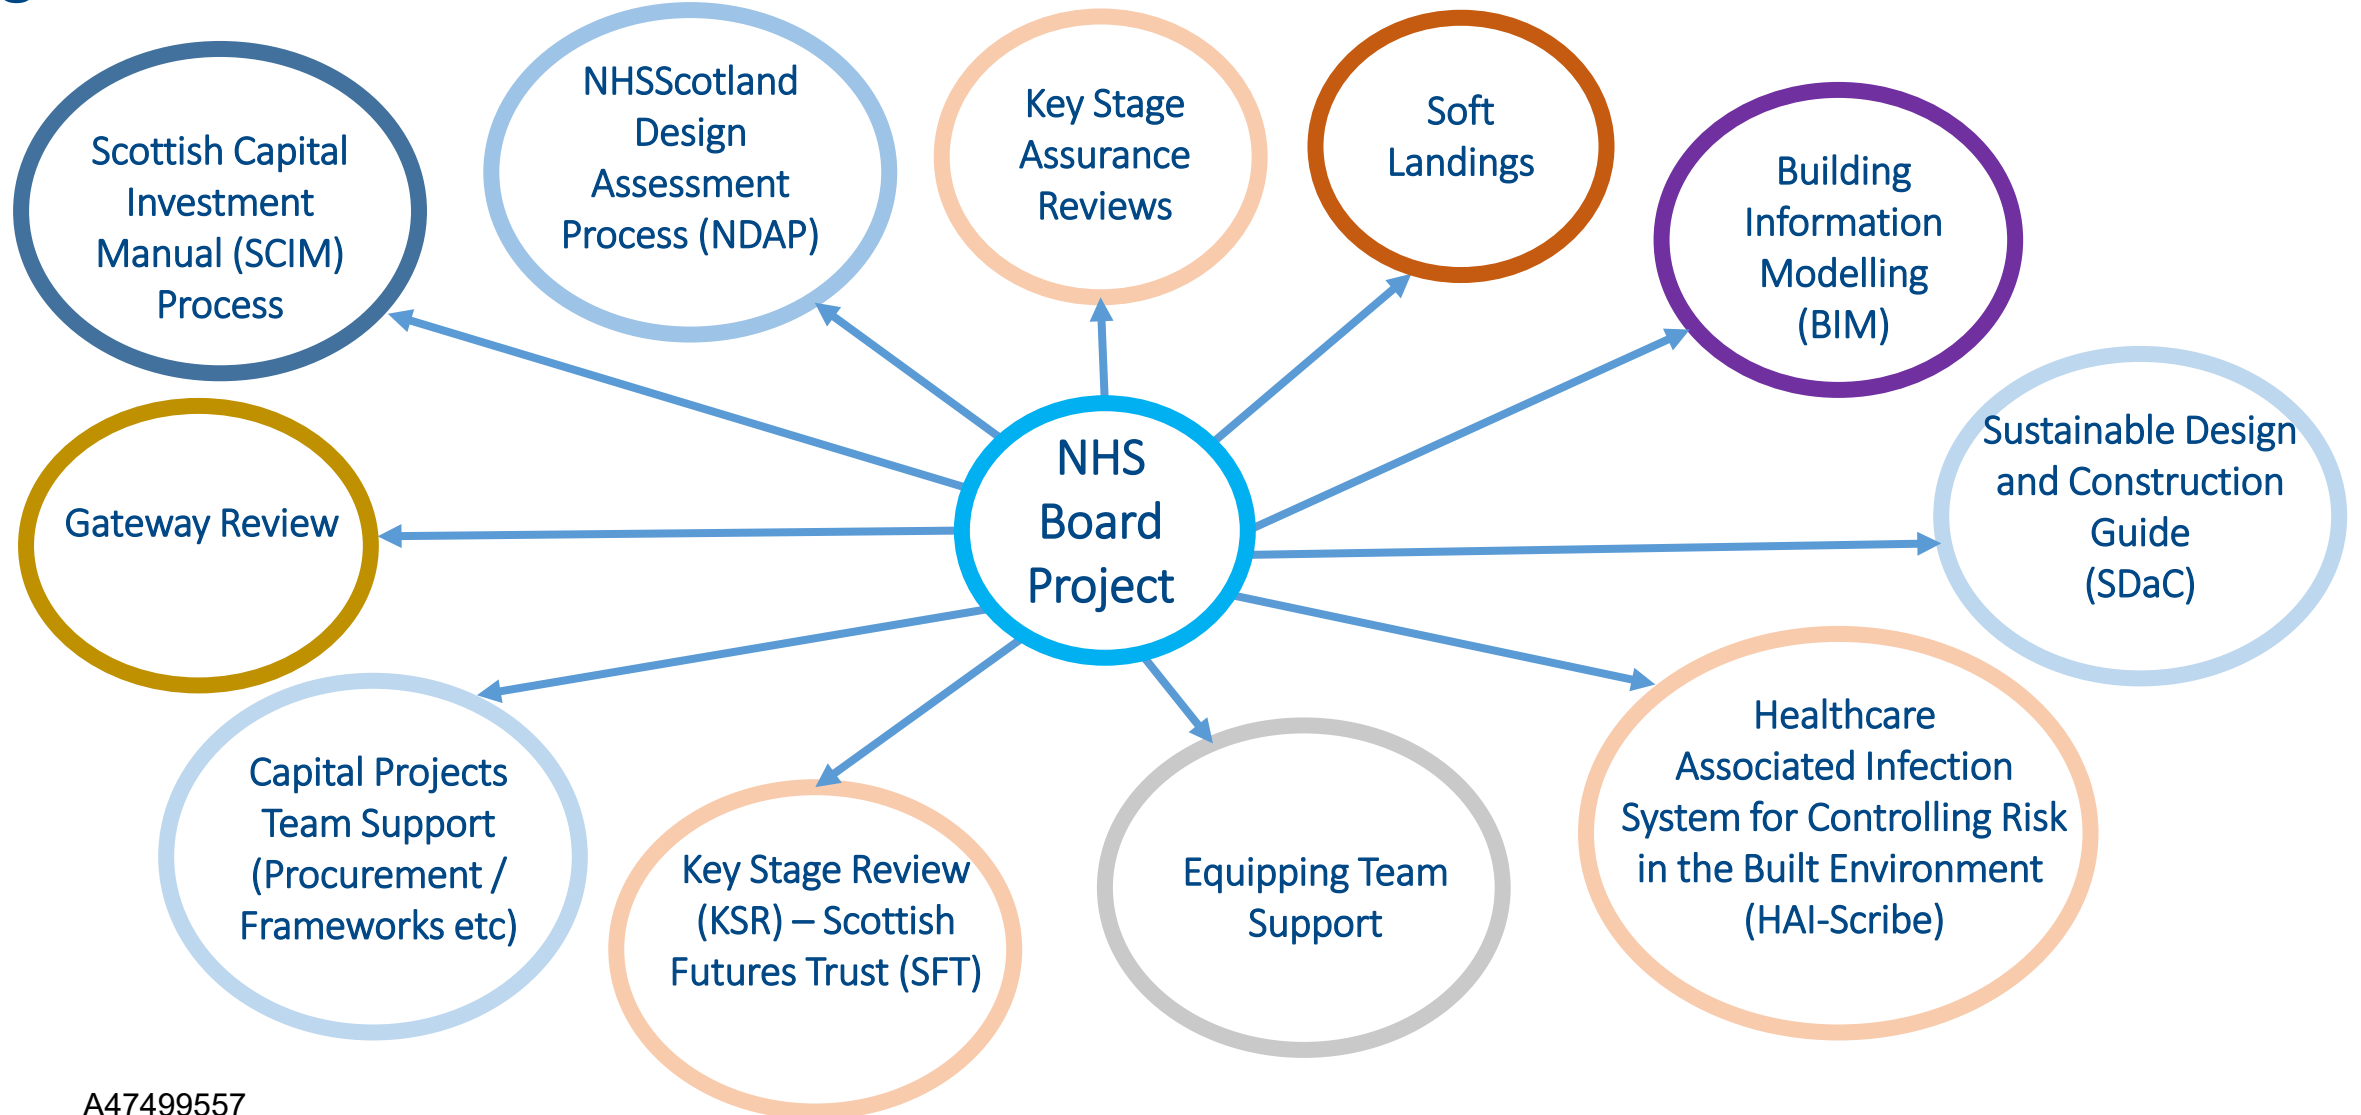 Scottish Capital
Investment
Manual (SCIM)
Process
NHSScotland
Design
Assessment
Process (NDAP)
Key Stage
Assurance
Reviews
Soft
Landings
Building
Information
Modelling
(BIM)
Sustainable Design
and Construction
Guide
(SDaC)
Gateway Review
NHS
Board
Project
Capital Projects
Team Support
(Procurement /
Frameworks etc)
Key Stage Review
(KSR) – Scottish
Futures Trust (SFT)
Equipping Team
Support
Healthcare
Associated Infection
System for Controlling Risk
in the Built Environment
(HAI-Scribe)
A47499557